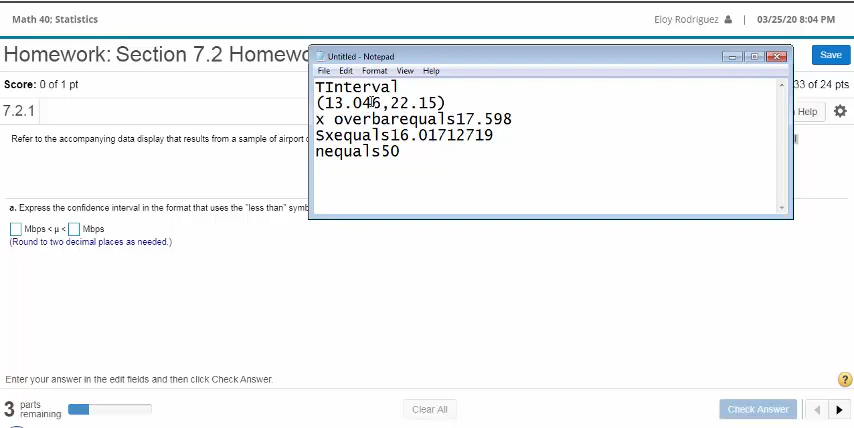 Math 40; Statistics
Eloy Rodriguez | 03/25/20 8:04 PM
Homework: Section 7.2 Homewo
Save
Score: 0 of 1 pt
33 of 24 pts
7.2.1
Help
Untitled - Notepad
File Edit Format View Help
TInterval
(13.046,22.15)
x overbarequals17.598
Sxequals16.01712719
nequals50
Refer to the accompanying data display that results from a sample of airport
a. Express the confidence interval in the format that uses the "less than" symb
Mbps < μ < Mbps
(Round to two decimal places as needed.)
Enter your answer in the edit fields and then click Check Answer.
?
3 parts remaining
Clear All
Check Answer